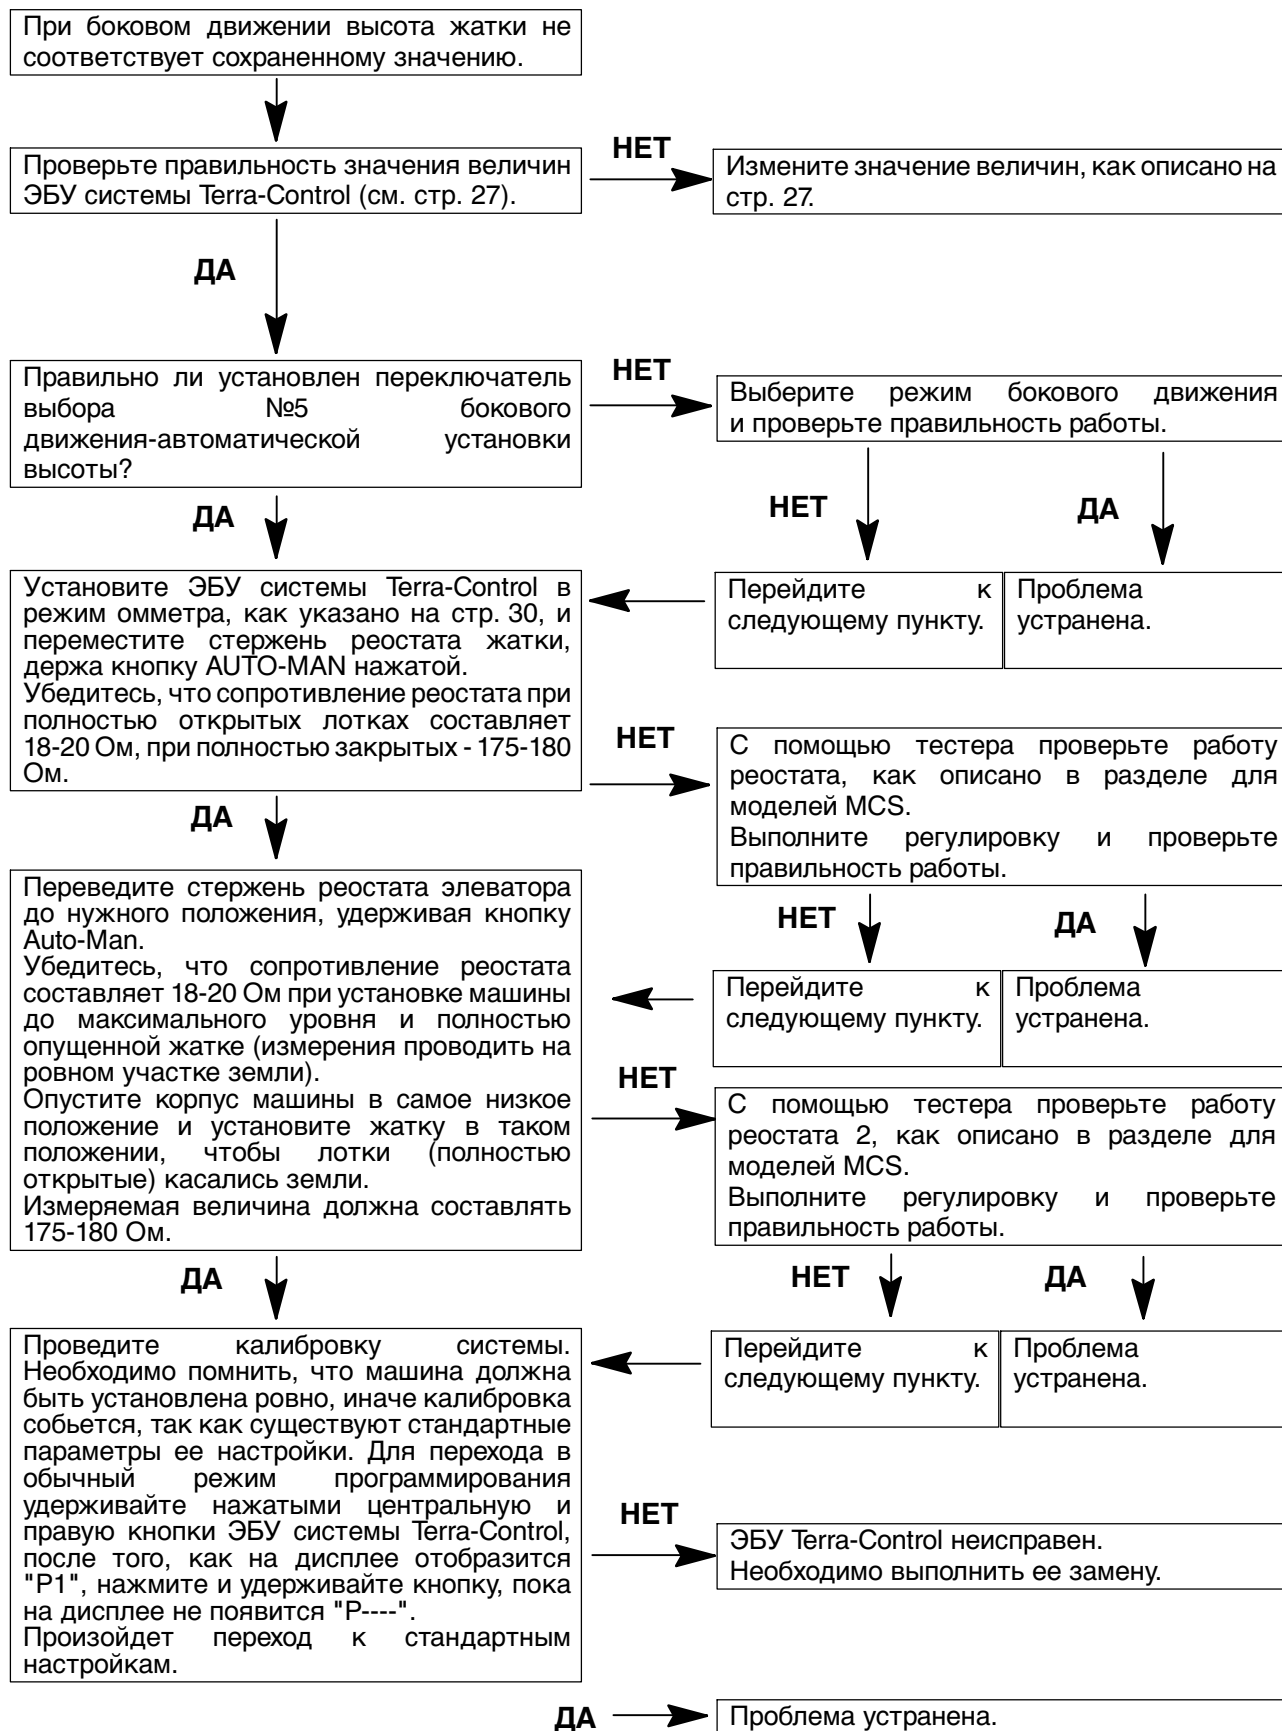 При боковом движении высота жатки не
соответствует сохраненному значению.
НЕТ
Проверьте правильность значения величин
ЭБУ системы Terra-Control (см. стр. 27).
Измените значение величин, как описано на
стр. 27.
ДА
НЕТ
Правильно ли установлен переключатель
выбора №5 бокового
движения-автоматической установки
высоты?
Выберите режим бокового движения
и проверьте правильность работы.
ДА
НЕТ
ДА
Установите ЭБУ системы Terra-Control в
режим омметра, как указано на стр. 30, и
переместите стержень реостата жатки,
держа кнопку AUTO-MAN нажатой.
Убедитесь, что сопротивление реостата при
полностью открытых лотках составляет
18-20 Ом, при полностью закрытых - 175-180
Ом.
Перейдите к
следующему пункту.
Проблема
устранена.
НЕТ
С помощью тестера проверьте работу
реостата, как описано в разделе для
моделей MCS.
Выполните регулировку и проверьте
правильность работы.
ДА
НЕТ
ДА
Переведите стержень реостата элеватора
до нужного положения, удерживая кнопку
Auto-Man.
Убедитесь, что сопротивление реостата
составляет 18-20 Ом при установке машины
до максимального уровня и полностью
опущенной жатке (измерения проводить на
ровном участке земли).
Опустите корпус машины в самое низкое
положение и установите жатку в таком
положении, чтобы лотки (полностью
открытые) касались земли.
Измеряемая величина должна составлять
175-180 Ом.
Перейдите к
следующему пункту.
Проблема
устранена.
НЕТ
С помощью тестера проверьте работу
реостата 2, как описано в разделе для
моделей MCS.
Выполните регулировку и проверьте
правильность работы.
ДА
НЕТ
ДА
Проведите калибровку системы.
Необходимо помнить, что машина должна
быть установлена ровно, иначе калибровка
собьется, так как существуют стандартные
параметры ее настройки. Для перехода в
обычный режим программирования
удерживайте нажатыми центральную и
правую кнопки ЭБУ системы Terra-Control,
после того, как на дисплее отобразится
"P1", нажмите и удерживайте кнопку, пока
на дисплее не появится "P----".
Произойдет переход к стандартным
настройкам.
Перейдите к
следующему пункту.
Проблема
устранена.
НЕТ
ЭБУ Terra-Control неисправен.
Необходимо выполнить ее замену.
ДА
Проблема устранена.